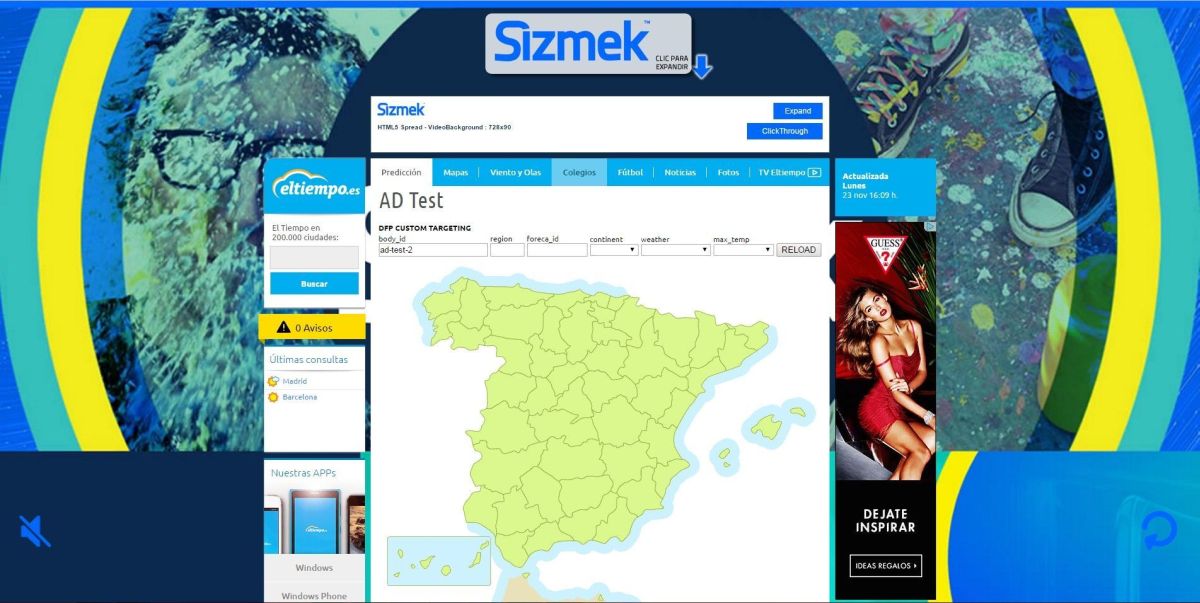 Sizmek™
CLIC PARA
EXPANDIR
Sizmek
HTML5 Spread - VideoBackground : 728x90
Expand
ClickThrough
eltiempo.es
Predicción Mapas Viento y Olas Colegios Fútbol Noticias Fotos TV Eltiempo
Actualizada
Lunes
23 nov 16:09 h.
El Tiempo en
200.000 ciudades:
Buscar
0 Avisos
Últimas consultas
Madrid
Barcelona
Nuestras APPs
eltiempo.es
Windows
Windows Phone
AD Test
DFP CUSTOM TARGETING
body_id region foreca_id continent weather max_temp
ad-test-2 RELOAD
GUESS
?
DEJATE
INSPIRAR
IDEAS REGALOS